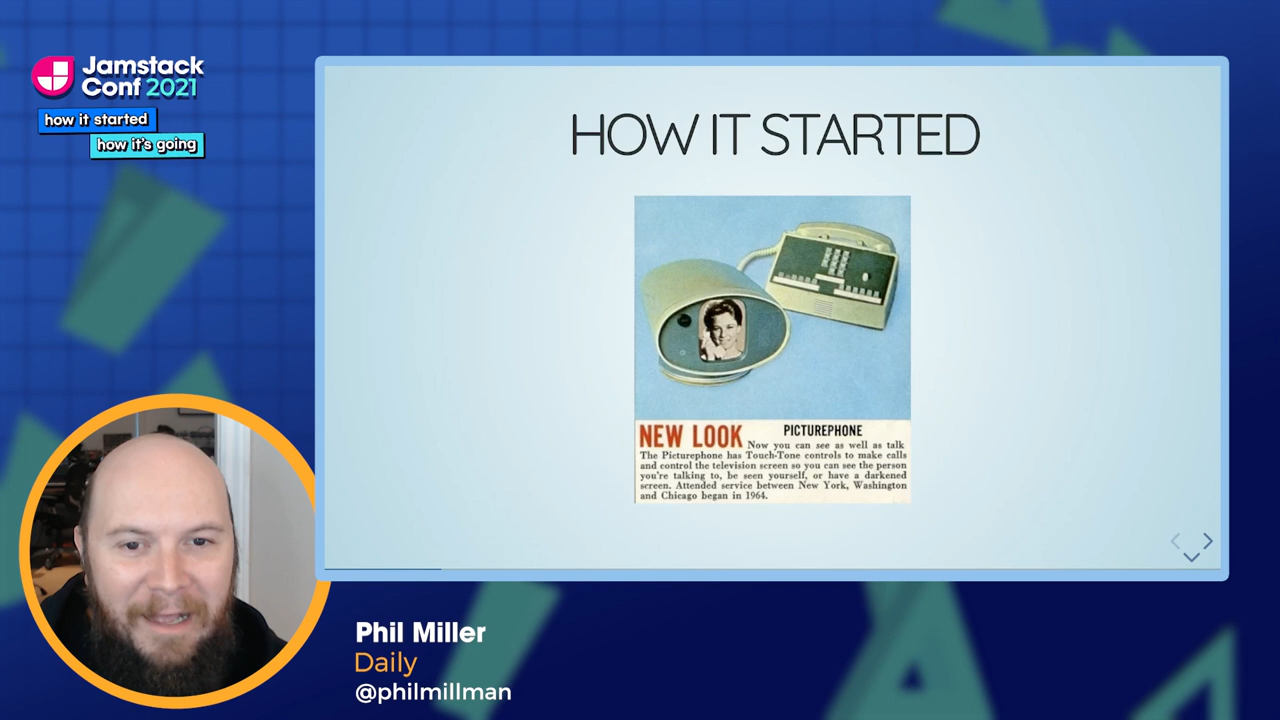 Jamstack
Conf 2021
how it started
how it's going
HOW IT STARTED
NEW LOOK PICTUREPHONE
Now you can see as well as talk
The Picturephone has Touch-Tone controls to make calls
and control the television screen so you can see the person
you're talking to, be seen yourself, or have a darkened
screen. Attended service between New York, Washington
and Chicago began in 1964.
Phil Miller
Daily
@philmillman